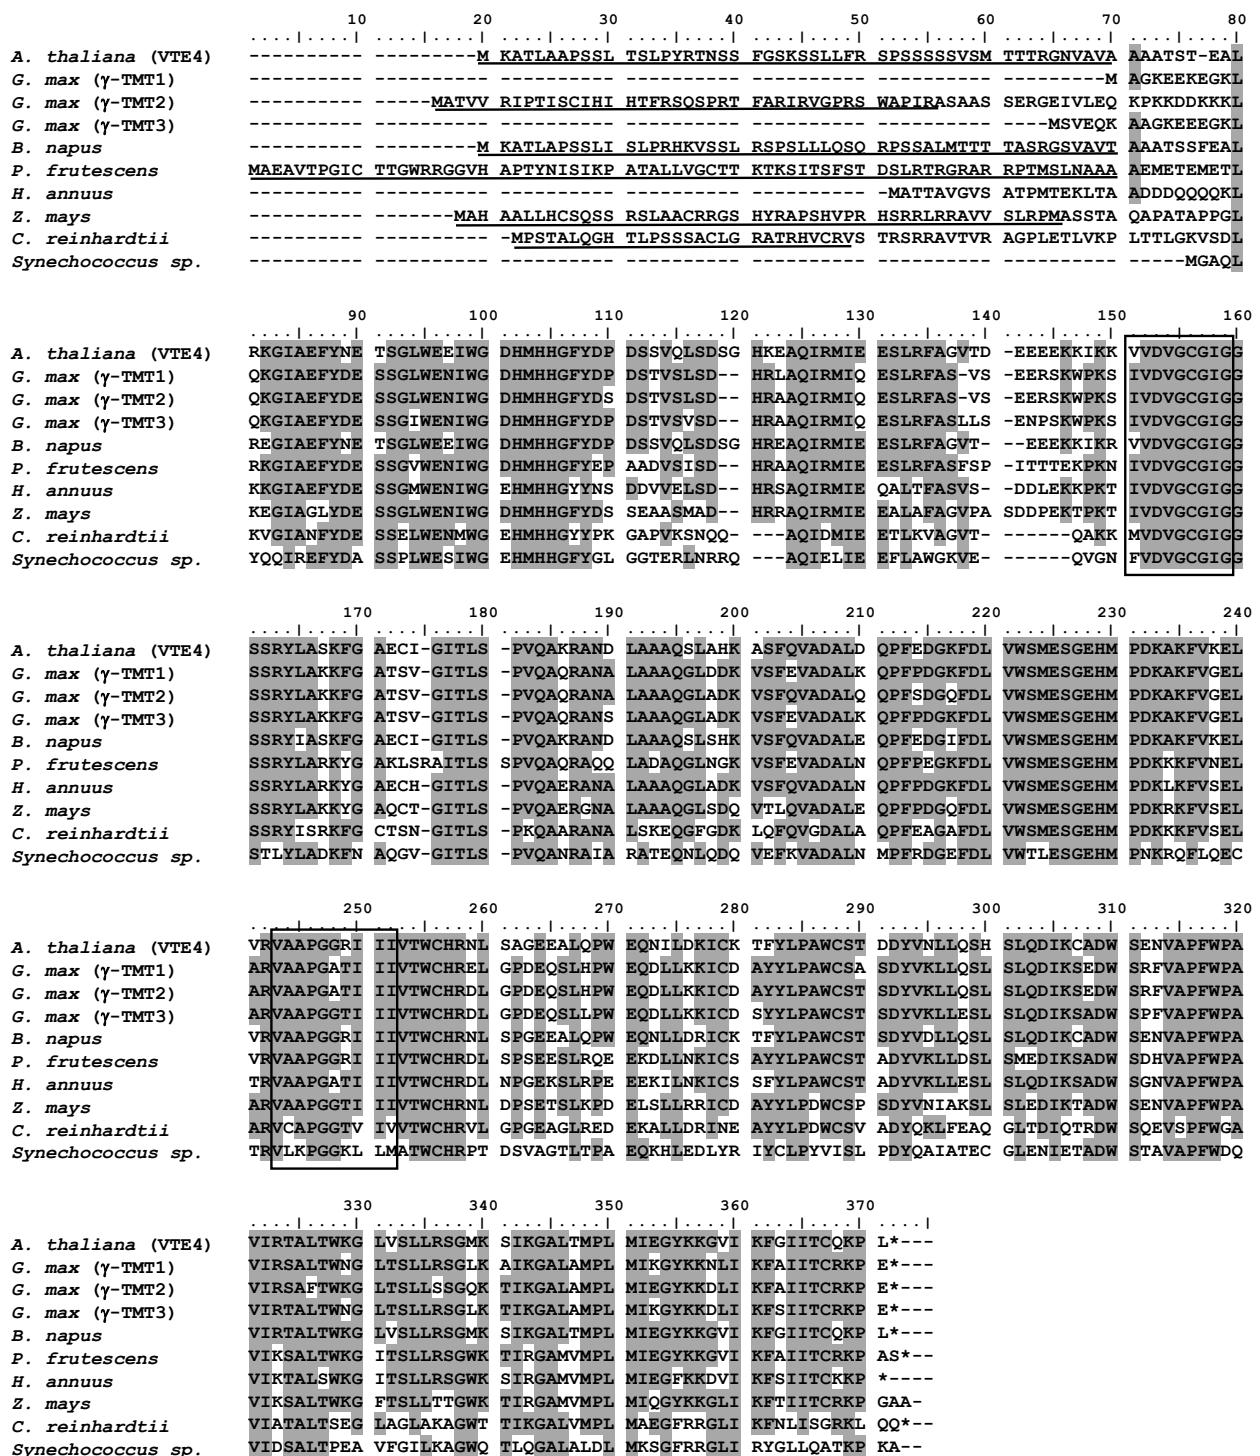 10 20 30 40 50 60 70 80
A. thaliana (VTE4) ---------- ---------M KATLAAPSSL TSLPYRTNSS FGSKSSLLFR SPSSSSSVSM TTTRGNVAVA AAATST-EAL
G. max (γ-TMT1) ---------- ---------- ---------- ---------- ---------- ---------- ---------M AGKEEKEGKL
G. max (γ-TMT2) ---------- -----MATVV RIPTISCIHI HTFRSQSPRT FARIRVGPRS WAPIRASAAS SERGEIVLEQ KPKKDDKKKL
G. max (γ-TMT3) ---------- ---------- ---------- ---------- ---------- ---------- ----MSVEQK AAGKEEEGKL
B. napus ---------- ---------M KATLAPSSLI SLPRHKVSSL RSPSLLLQSQ RPSSALMTTT TASRGSVAVT AAATSSFEAL
P. frutescens MAEAVTPGIC TTGWRRGGVH APTYNISIKP ATALLVGCTT KTKSITSFST DSLRTRGRAR RPTMSLNAAA AEMETEMETL
H. annuus ---------- ---------- ---------- ---------- ---------- -MATTAVGVS ATPMTEKLTA ADDDQQQQKL
Z. mays ---------- -------MAH AALLHCSQSS RSLAACRRGS HYRAPSHVPR HSRRLRRAVV SLRPMASSTA QAPATAPPGL
C. reinhardtii ---------- ---------- -MPSTALQGH TLPSSSACLG RATRHVCRVS TRSRRAVTVR AGPLETLVKP LTTLGKVSDL
Synechococcus sp. ---------- ---------- ---------- ---------- ---------- ---------- ---------- -----MGAQL
90 100 110 120 130 140 150 160
A. thaliana (VTE4) RKGIAEFYNE TSGLWEEIWG DHMHHGFYDP DSSVQLSDSG HKEAQIRMIE ESLRFAGVTD -EEEEKKIKK VVDVGCGIGG
G. max (γ-TMT1) QKGIAEFYDE SSGLWENIWG DHMHHGFYDP DSTVSLSD-- HRLAQIRMIQ ESLRFAS-VS -EERSKWPKS IVDVGCGIGG
G. max (γ-TMT2) QKGIAEFYDE SSGLWENIWG DHMHHGFYDS DSTVSLSD-- HRAAQIRMIQ ESLRFAS-VS -EERSKWPKS IVDVGCGIGG
G. max (γ-TMT3) QKGIAEFYDE SSGIWENIWG DHMHHGFYDP DSTVSVSD-- HRAAQIRMIQ ESLRFASLLS -ENPSKWPKS IVDVGCGIGG
B. napus REGIAEFYNE TSGLWEEIWG DHMHHGFYDP DSSVQLSDSG HREAQIRMIE ESLRFAGVT- --EEEKKIKR VVDVGCGIGG
P. frutescens RKGIAEFYDE SSGVWENIWG DHMHHGFYEP AADVSISD-- HRAAQIRMIE ESLRFASFSP -ITTTEKPKN IVDVGCGIGG
H. annuus KKGIAEFYDE SSGMWENIWG EHMHHGYYNS DDVVELSD-- HRSAQIRMIE QALTFASVS- -DDLEKKPKT IVDVGCGIGG
Z. mays KEGIAGLYDE SSGLWENIWG DHMHHGFYDS SEAASMAD-- HRRAQIRMIE EALAFAGVPA SDDPEKTPKT IVDVGCGIGG
C. reinhardtii KVGIANFYDE SSELWENMWG EHMHHGYYPK GAPVKSNQQ- ---AQIDMIE ETLKVAGVT- ------QAKK MVDVGCGIGG
Synechococcus sp. YQQIREFYDA SSPLWESIWG EHMHHGFYGL GGTERLNRRQ ---AQIELIE EFLAWGKVE- ------QVGN FVDVGCGIGG
170 180 190 200 210 220 230 240
A. thaliana (VTE4) SSRYLASKFG AECI-GITLS -PVQAKRAND LAAAQSLAHK ASFQVADALD QPFEDGKFDL VWSMESGEHM PDKAKFVKEL
G. max (γ-TMT1) SSRYLAKKFG ATSV-GITLS -PVQAQRANA LAAAQGLDDK VSFEVADALK QPFPDGKFDL VWSMESGEHM PDKAKFVGEL
G. max (γ-TMT2) SSRYLAKKFG ATSV-GITLS -PVQAQRANA LAAAQGLADK VSFQVADALQ QPFSDGQFDL VWSMESGEHM PDKAKFVGEL
G. max (γ-TMT3) SSRYLAKKFG ATSV-GITLS -PVQAQRANS LAAAQGLADK VSFEVADALK QPFPDGKFDL VWSMESGEHM PDKAKFVGEL
B. napus SSRYIASKFG AECI-GITLS -PVQAKRAND LAAAQSLSHK VSFQVADALE QPFEDGIFDL VWSMESGEHM PDKAKFVKEL
P. frutescens SSRYLARKYG AKLSRAITLS SPVQAQRAQQ LADAQGLNGK VSFEVADALN QPFPEGKFDL VWSMESGEHM PDKKKFVNEL
H. annuus SSRYLARKYG AECH-GITLS -PVQAERANA LAAAQGLADK VSFQVADALN QPFPDGKFDL VWSMESGEHM PDKLKFVSEL
Z. mays SSRYLAKKYG AQCT-GITLS -PVQAERGNA LAAAQGLSDQ VTLQVADALE QPFPDGQFDL VWSMESGEHM PDKRKFVSEL
C. reinhardtii SSRYISRKFG CTSN-GITLS -PKQAARANA LSKEQGFGDK LQFQVGDALA QPFEAGAFDL VWSMESGEHM PDKKKFVSEL
Synechococcus sp. STLYLADKFN AQGV-GITLS -PVQANRAIA RATEQNLQDQ VEFKVADALN MPFRDGEFDL VWTLESGEHM PNKRQFLQEC
250 260 270 280 290 300 310 320
A. thaliana (VTE4) VRVAAPGGRI IIVTWCHRNL SAGEEALQPW EQNILDKICK TFYLPAWCST DDYVNLLQSH SLQDIKCADW SENVAPFWPA
G. max (γ-TMT1) ARVAAPGATI IIVTWCHREL GPDEQSLHPW EQDLLKKICD AYYLPAWCSA SDYVKLLQSL SLQDIKSEDW SRFVAPFWPA
G. max (γ-TMT2) ARVAAPGATI IIVTWCHRDL GPDEQSLHPW EQDLLKKICD AYYLPAWCST SDYVKLLQSL SLQDIKSEDW SRFVAPFWPA
G. max (γ-TMT3) ARVAAPGGTI IIVTWCHRDL GPDEQSLLPW EQDLLKKICD SYYLPAWCST SDYVKLLESL SLQDIKSADW SPFVAPFWPA
B. napus VRVAAPGGRI IIVTWCHRNL SPGEEALQPW EQNLLDRICK TFYLPAWCST SDYVDLLQSL SLQDIKCADW SENVAPFWPA
P. frutescens VRVAAPGGRI IIVTWCHRDL SPSEESLRQE EKDLLNKICS AYYLPAWCST ADYVKLLDSL SMEDIKSADW SDHVAPFWPA
H. annuus TRVAAPGATI IIVTWCHRDL NPGEKSLRPE EEKILNKICS SFYLPAWCST ADYVKLLESL SLQDIKSADW SGNVAPFWPA
Z. mays ARVAAPGGTI IIVTWCHRNL DPSETSLKPD ELSLLRRICD AYYLPDWCSP SDYVNIAKSL SLEDIKTADW SENVAPFWPA
C. reinhardtii ARVCAPGGTV IVVTWCHRVL GPGEAGLRED EKALLDRINE AYYLPDWCSV ADYQKLFEAQ GLTDIQTRDW SQEVSPFWGA
Synechococcus sp. TRVLKPGGKL LMATWCHRPT DSVAGTLTPA EQKHLEDLYR IYCLPYVISL PDYQAIATEC GLENIETADW STAVAPFWDQ
330 340 350 360 370
A. thaliana (VTE4) VIRTALTWKG LVSLLRSGMK SIKGALTMPL MIEGYKKGVI KFGIITCQKP L*---
G. max (γ-TMT1) VIRSALTWNG LTSLLRSGLK AIKGALAMPL MIKGYKKNLI KFAIITCRKP E*---
G. max (γ-TMT2) VIRSAFTWKG LTSLLSSGQK TIKGALAMPL MIEGYKKDLI KFAIITCRKP E*---
G. max (γ-TMT3) VIRTALTWNG LTSLLRSGLK TIKGALAMPL MIKGYKKDLI KFSIITCRKP E*---
B. napus VIRTALTWKG LVSLLRSGMK SIKGALTMPL MIEGYKKGVI KFGIITCQKP L*---
P. frutescens VIKSALTWKG ITSLLRSGWK TIRGAMVMPL MIEGYKKGVI KFAIITCRKP AS*--
H. annuus VIKTALSWKG ITSLLRSGWK SIRGAMVMPL MIEGFKKDVI KFSIITCKKP *----
Z. mays VIKSALTWKG FTSLLTTGWK TIRGAMVMPL MIQGYKKGLI KFTIITCRKP GAA-
C. reinhardtii VIATALTSEG LAGLAKAGWT TIKGALVMPL MAEGFRRGLI KFNLISGRKL QQ*--
Synechococcus sp. VIDSALTPEA VFGILKAGWQ TLQGALALDL MKSGFRRGLI RYGLLQATKP KA--